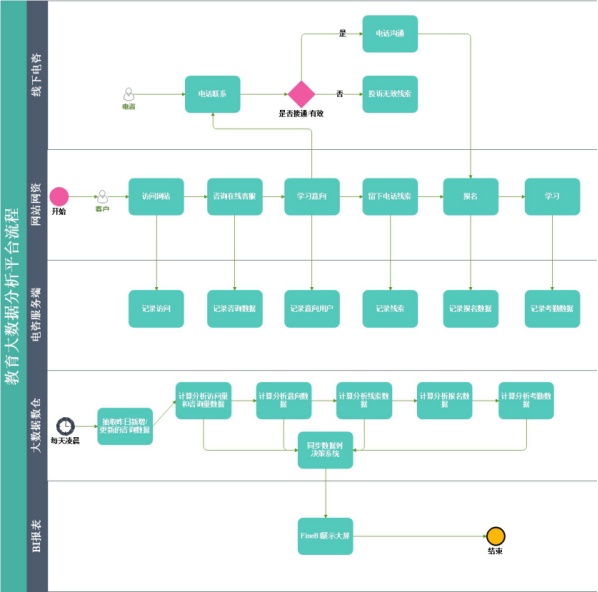 教育大数据分析平台流程
线下电咨
电咨
电话联系
是否接通/有效
是
电话沟通
否
投诉无效线索
网站网资
开始
客户
访问网站
咨询在线客服
学习意向
留下电话线索
报名
学习
电咨服务端
记录访问
记录咨询数据
记录意向用户
记录线索
记录报名数据
记录考勤数据
大数据数仓
每天凌晨
抽取昨日新增/
更新的咨询数据
计算分析访问量
和咨询量数据
计算分析意向数
据
计算分析线索数
据
计算分析报名数
据
计算分析考勤数
据
同步数据到
决策系统
BI报表
FineBI展示大屏
结束